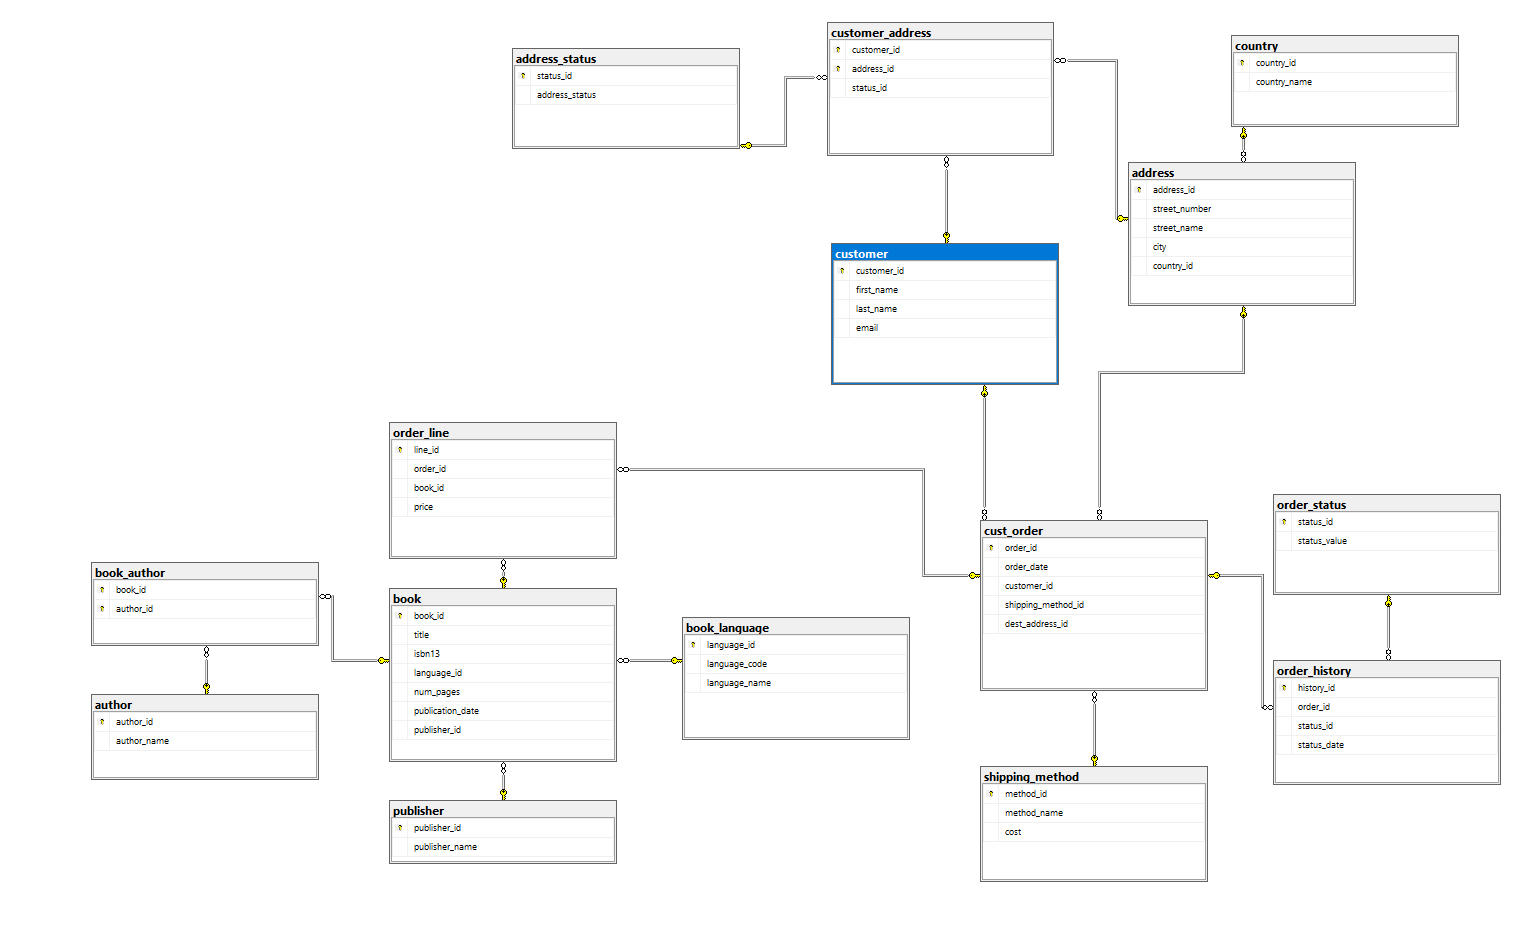 customer_address
customer_id
address_id
status_id
country
country_id
country_name
address_status
status_id
address_status
address
address_id
street_number
street_name
city
country_id
customer
customer_id
first_name
last_name
email
order_line
line_id
order_id
book_id
price
order_status
status_id
status_value
cust_order
order_id
order_date
customer_id
shipping_method_id
dest_address_id
book_author
book_id
author_id
book
book_id
title
isbn13
language_id
num_pages
publication_date
publisher_id
book_language
language_id
language_code
language_name
order_history
history_id
order_id
status_id
status_date
author
author_id
author_name
shipping_method
method_id
method_name
cost
publisher
publisher_id
publisher_name